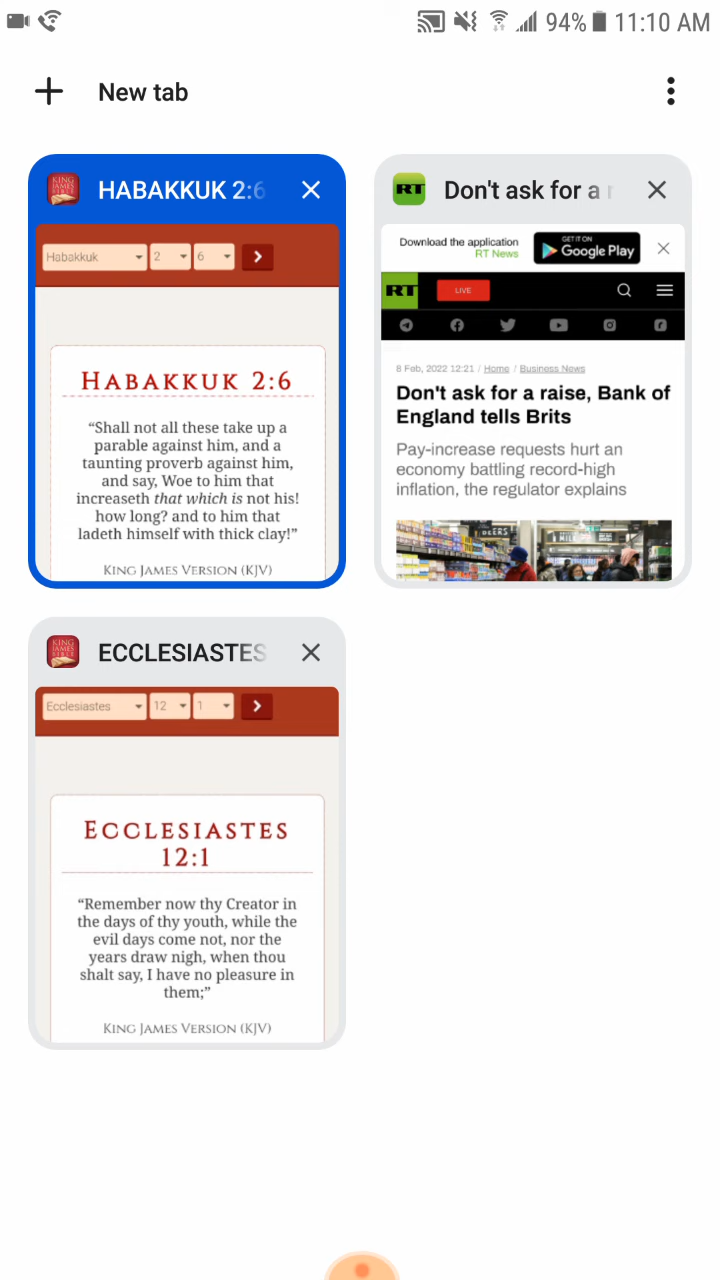 94% 11:10 AM
New tab
KING JAMES BIBLE HABAKKUK 2:6
Habakkuk 2 6
HABAKKUK 2:6
“Shall not all these take up a
parable against him, and a
taunting proverb against him,
and say, Woe to him that
increaseth that which is not his!
how long? and to him that
ladeth himself with thick clay!”
KING JAMES VERSION (KJV)
RT Don't ask for a r
Download the application
RT News
GET IT ON
Google Play
RT LIVE
8 Feb, 2022 12:21 / Home / Business News
Don't ask for a raise, Bank of
England tells Brits
Pay-increase requests hurt an
economy battling record-high
inflation, the regulator explains
KING JAMES BIBLE ECCLESIASTES
Ecclesiastes 12 1
ECCLESIASTES
12:1
“Remember now thy Creator in
the days of thy youth, while the
evil days come not, nor the
years draw nigh, when thou
shalt say, I have no pleasure in
them;”
KING JAMES VERSION (KJV)